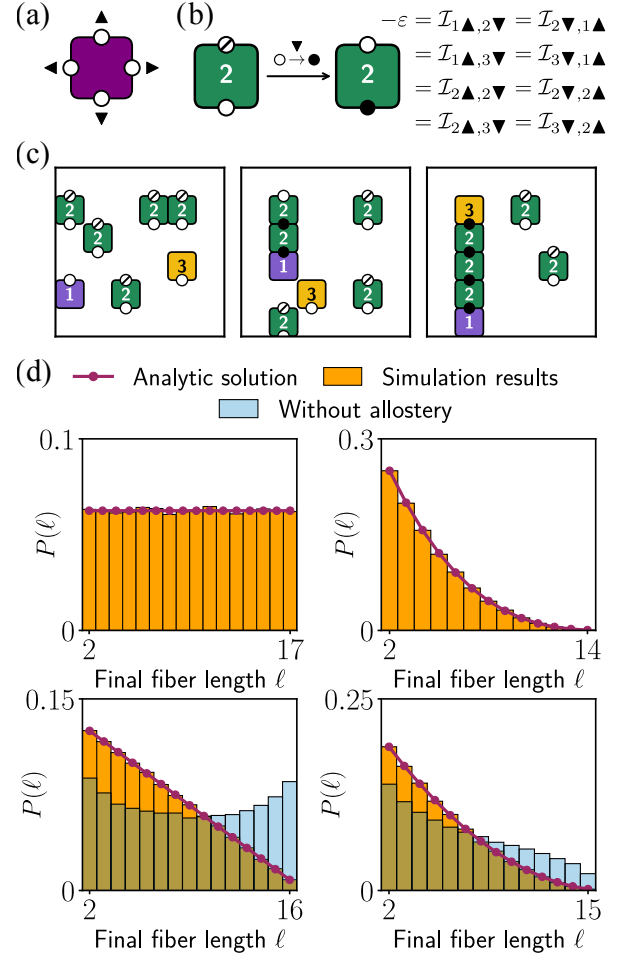 (a)
(b)
2
▼
○→●
2
−ε = I₁▲,₂▼ = I₂▼,₁▲
= I₁▲,₃▼ = I₃▼,₁▲
= I₂▲,₂▼ = I₂▼,₂▲
= I₂▲,₃▼ = I₃▼,₂▲
(c)
2 2 2
2
3
1 2
2 2
2
1
3 2
2
3 2
2
2 2
2
1
(d)
Analytic solution Simulation results
Without allostery
0.1
P(ℓ)
0
2 17
Final fiber length ℓ
0.3
P(ℓ)
0
2 14
Final fiber length ℓ
0.15
P(ℓ)
0
2 16
Final fiber length ℓ
0.25
P(ℓ)
0
2 15
Final fiber length ℓ